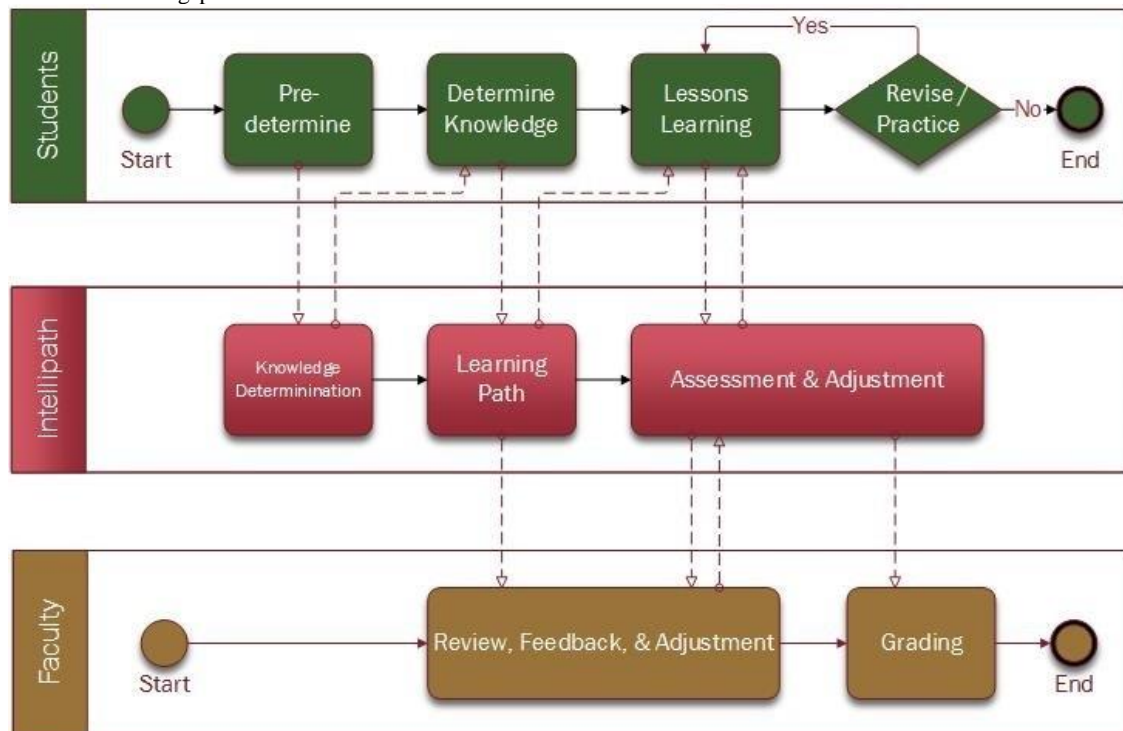 Students
Start
Pre-
determine
Determine
Knowledge
Lessons
Learning
Yes
Revise /
Practice
No
End
Intellipath
Knowledge
Determinination
Learning
Path
Assessment & Adjustment
Faculty
Start
Review, Feedback, & Adjustment
Grading
End